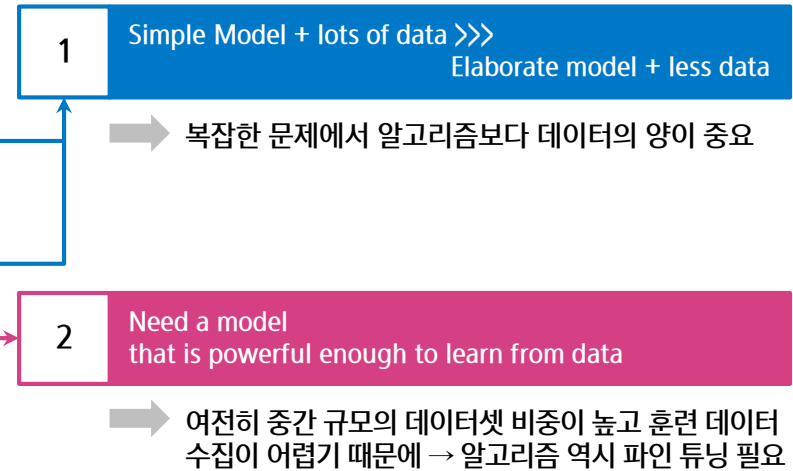 1
Simple Model + lots of data >>>
Elaborate model + less data
복잡한 문제에서 알고리즘보다 데이터의 양이 중요
2
Need a model
that is powerful enough to learn from data
여전히 중간 규모의 데이터셋 비중이 높고 훈련 데이터
수집이 어렵기 때문에 → 알고리즘 역시 파인 튜닝 필요